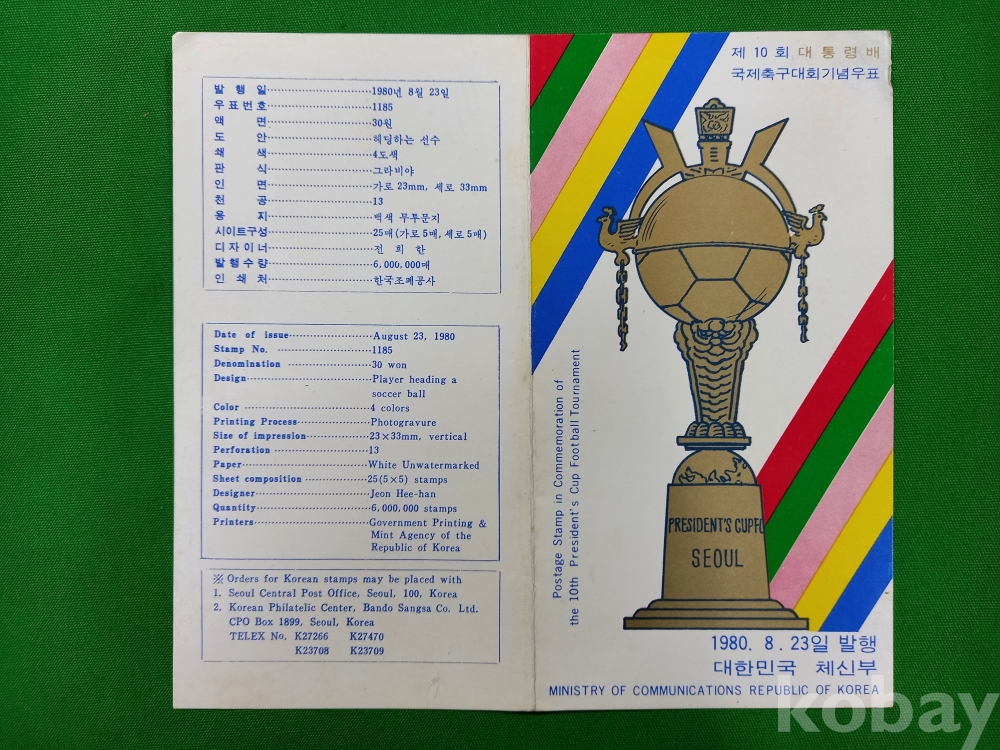 발행일 1980년 8월 23일
우표번호 1185
액면 30원
도안 헤딩하는 선수
쇄색 4도색
판식 그라비아
인면 가로 23mm, 세로 33mm
천공 13
용지 백색 무투문지
시이트구성 25매(가로5매,세로5매)
디자이너 전희한
발행수량 6,000,000매
인쇄처 한국조폐공사
Date of issue August 23, 1980
Stamp No. 1185
Denomination 30 won
Design Player heading a
soccer ball
Color 4 colors
Printing Process Photogravure
Size of impression 23×33mm, vertical
Perforation 13
Paper White Unwatermarked
Sheet composition 25(5×5) stamps
Designer Jeon Hee-han
Quantity 6,000,000 stamps
Printers Government Printing &
Mint Agency of the
Republic of Korea
※ Orders for Korean stamps may be placed with
1. Seoul Central Post Office, Seoul, 100, Korea
2. Korean Philatelic Center, Bando Sangsa Co. Ltd.
CPO Box 1899, Seoul, Korea
TELEX No. K27266 K27470
K23708 K23709
제10회 대통령배
국제축구대회기념우표
Postage Stamp in Commemoration of
the 10th President's Cup Football Tournament
PRESIDENT'S CUP FO
SEOUL
1980. 8. 23일 발행
대한민국 체신부
MINISTRY OF COMMUNICATIONS REPUBLIC OF KOREA
kobay